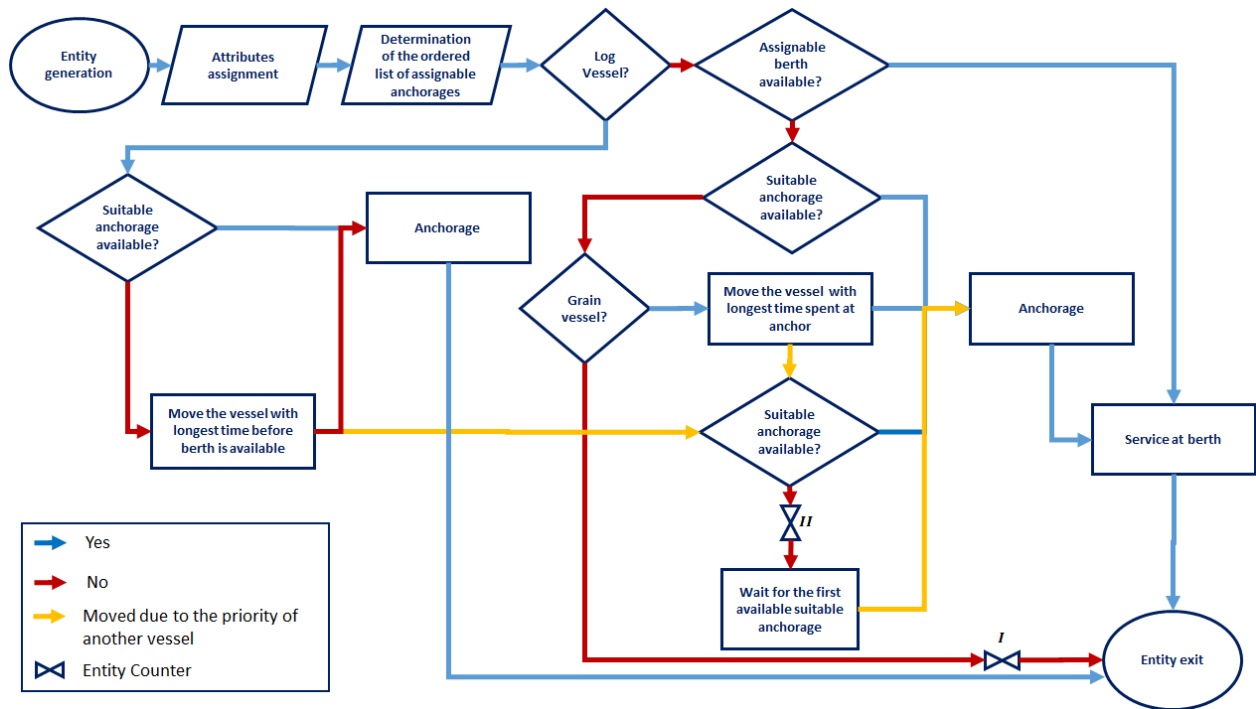 Entity
generation
Attributes
assignment
Determination
of the ordered
list of assignable
anchorages
Log
Vessel?
Assignable
berth
available?
Suitable
anchorage
available?
Anchorage
Suitable
anchorage
available?
Grain
vessel?
Move the vessel with
longest time spent at
anchor
Anchorage
Move the vessel with
longest time before
berth is available
Suitable
anchorage
available?
Service at berth
II
Wait for the first
available suitable
anchorage
I
Entity exit
Yes
No
Moved due to the priority of
another vessel
Entity Counter